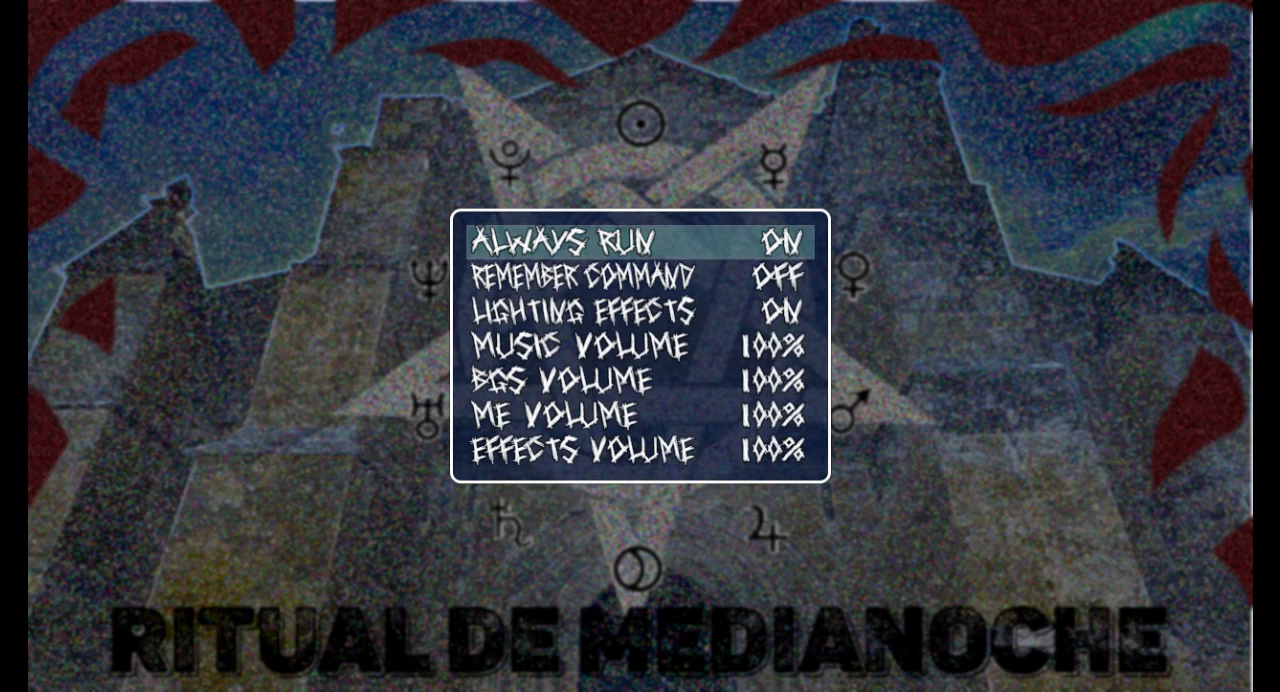 ALWAYS RUN ON
REMEMBER COMMAND OFF
LIGHTING EFFECTS ON
MUSIC VOLUME 100%
BGS VOLUME 100%
ME VOLUME 100%
EFFECTS VOLUME 100%
RITUAL DE MEDIANOCHE